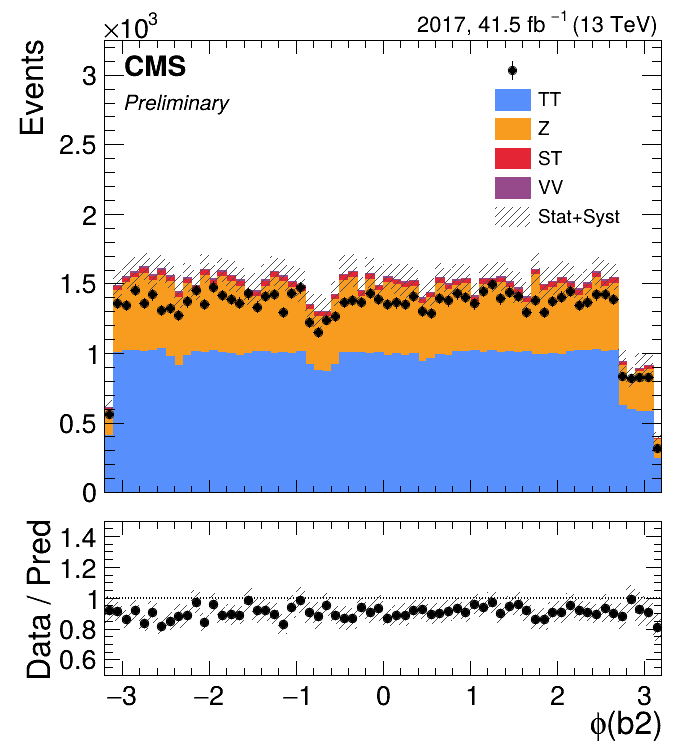 ×10³
2017, 41.5 fb⁻¹ (13 TeV)
CMS
Preliminary
Events
3
2.5
2
1.5
1
0.5
0
TT
Z
ST
VV
Stat+Syst
Data / Pred
1.4
1.2
1
0.8
0.6
−3
−2
−1
0
1
2
3
ϕ(b2)